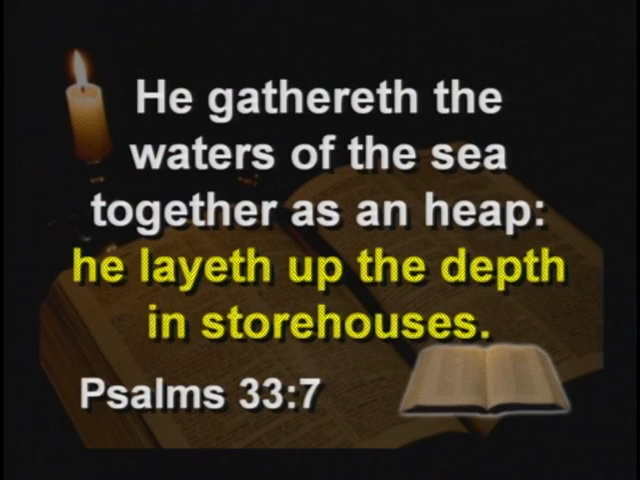 He gathereth the
waters of the sea
together as an heap:
he layeth up the depth
in storehouses.
Psalms 33:7